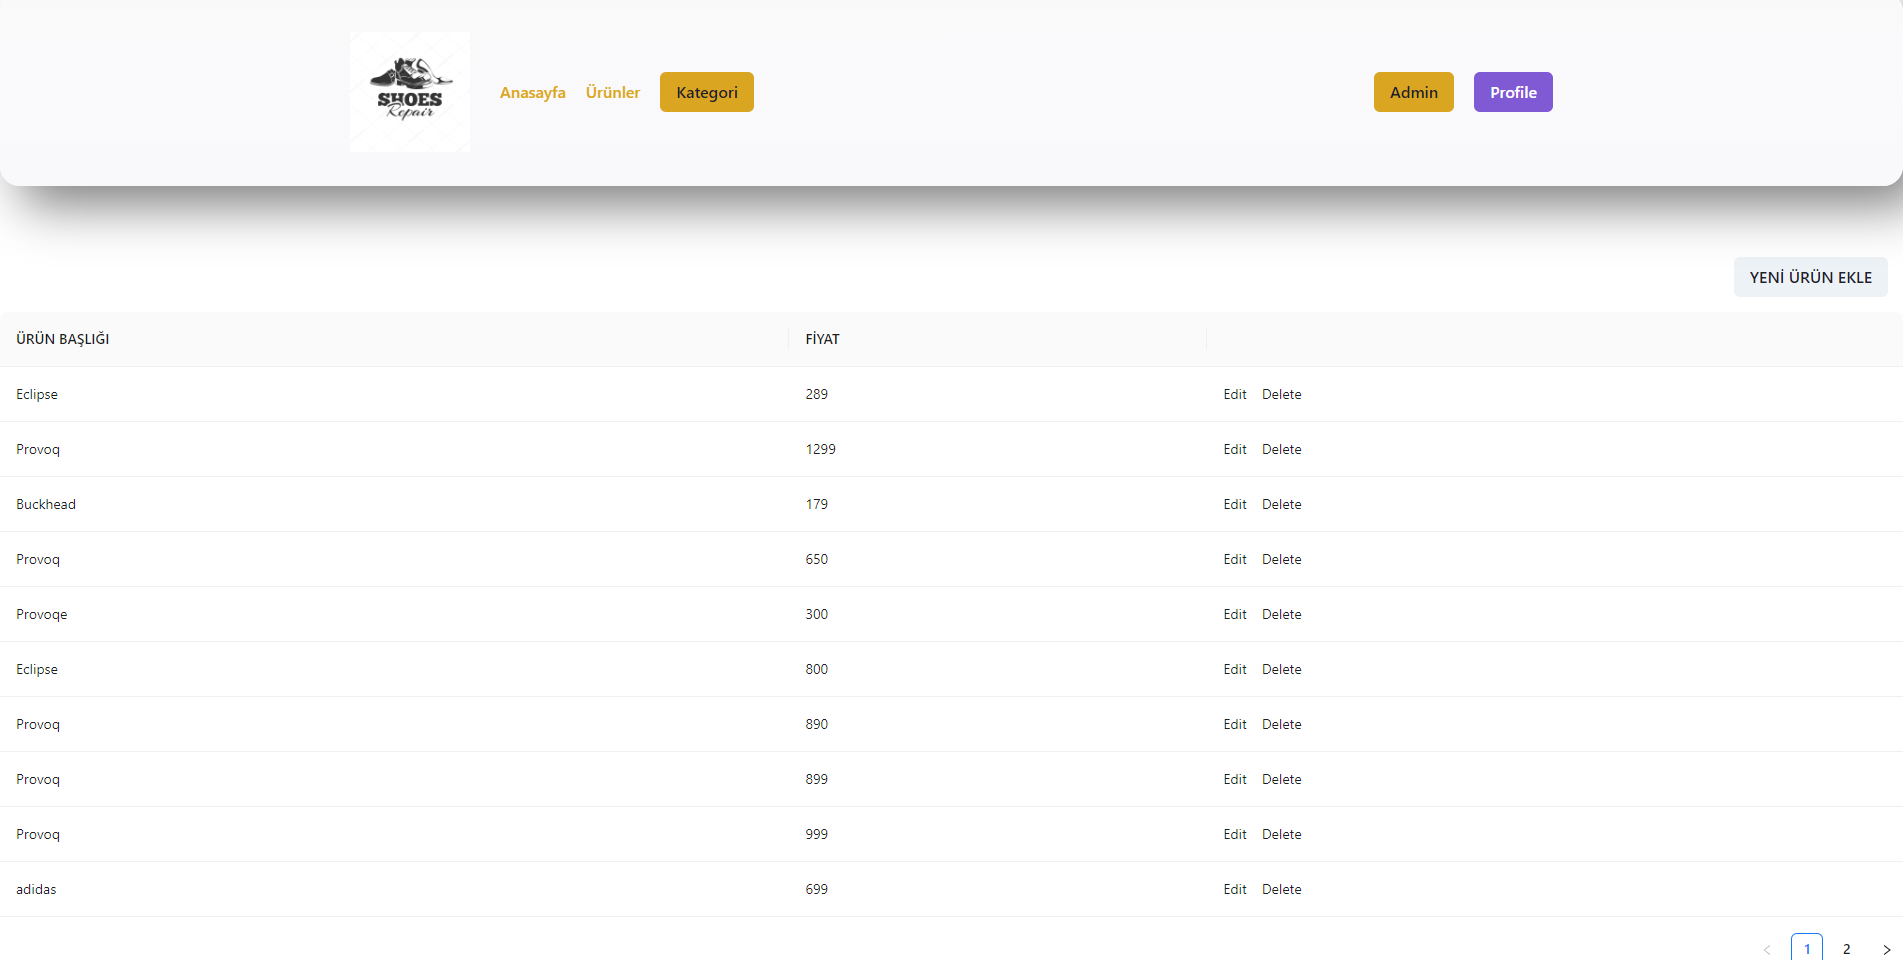 SHOES
Repair
Anasayfa Ürünler Kategori Admin Profile
YENİ ÜRÜN EKLE
ÜRÜN BAŞLIĞI FİYAT
Eclipse 289 Edit Delete
Provoq 1299 Edit Delete
Buckhead 179 Edit Delete
Provoq 650 Edit Delete
Provoqe 300 Edit Delete
Eclipse 800 Edit Delete
Provoq 890 Edit Delete
Provoq 899 Edit Delete
Provoq 999 Edit Delete
adidas 699 Edit Delete
< 1 2 >